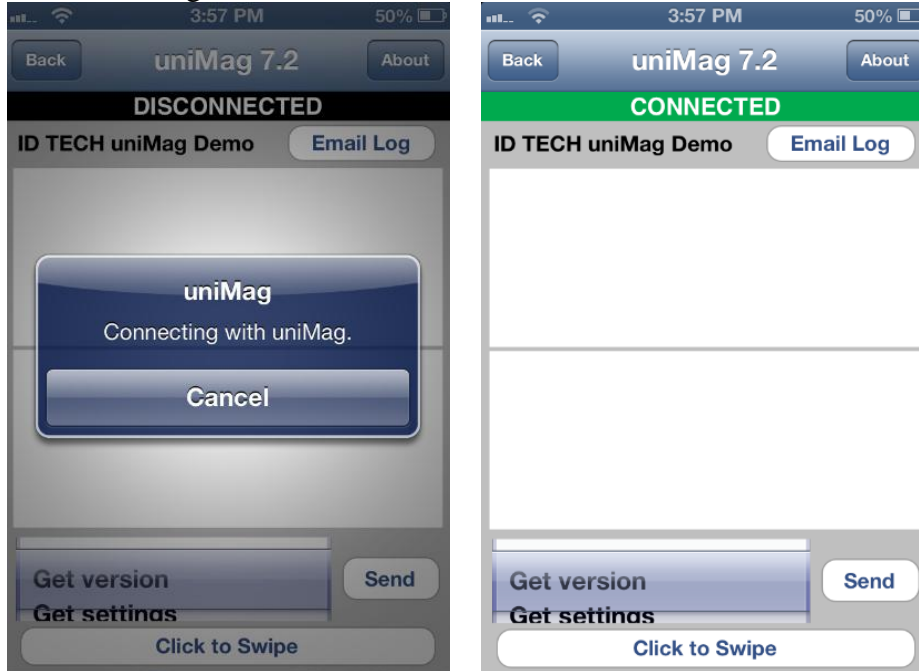 3:57 PM
50%
Back
uniMag 7.2
About
DISCONNECTED
ID TECH uniMag Demo
Email Log
uniMag
Connecting with uniMag.
Cancel
Get version
Send
Get settings
Click to Swipe
3:57 PM
50%
Back
uniMag 7.2
About
CONNECTED
ID TECH uniMag Demo
Email Log
Get version
Send
Get settings
Click to Swipe